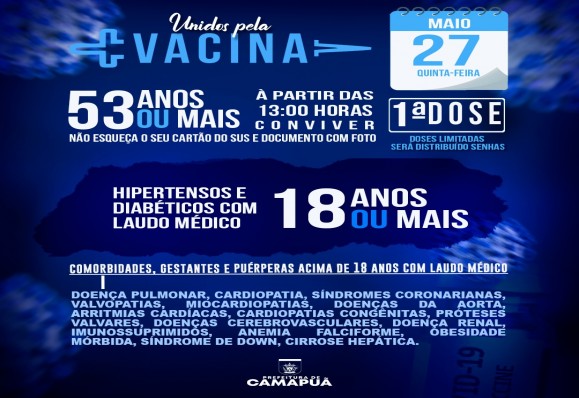 Unidos pela
VACINA
MAIO
27
QUINTA-FEIRA
53 ANOS OU MAIS
À PARTIR DAS
13:00 HORAS
CONVIVER
NÃO ESQUEÇA O SEU CARTÃO DO SUS E DOCUMENTO COM FOTO
1ªDOSE
DOSES LIMITADAS
SERÁ DISTRIBUÍDO SENHAS
HIPERTENSOS E
DIABÉTICOS COM
LAUDO MÉDICO
18 ANOS OU MAIS
COMORBIDADES, GESTANTES E PUÉRPERAS ACIMA DE 18 ANOS COM LAUDO MÉDICO
DOENÇA PULMONAR, CARDIOPATIA, SÍNDROMES CORONARIANAS,
VALVOPATIAS, MIOCARDIOPATIAS, DOENÇAS DA AORTA,
ARRITMIAS CARDÍACAS, CARDIOPATIAS CONGÊNITAS, PRÓTESES
VALVARES, DOENÇAS CEREBROVASCULARES, DOENÇA RENAL,
IMUNOSSUPRIMIDOS, ANEMIA FALCIFORME, OBESIDADE
MÓRBIDA, SÍNDROME DE DOWN, CIRROSE HEPÁTICA.
PREFEITURA DE
CAMAPUÃ